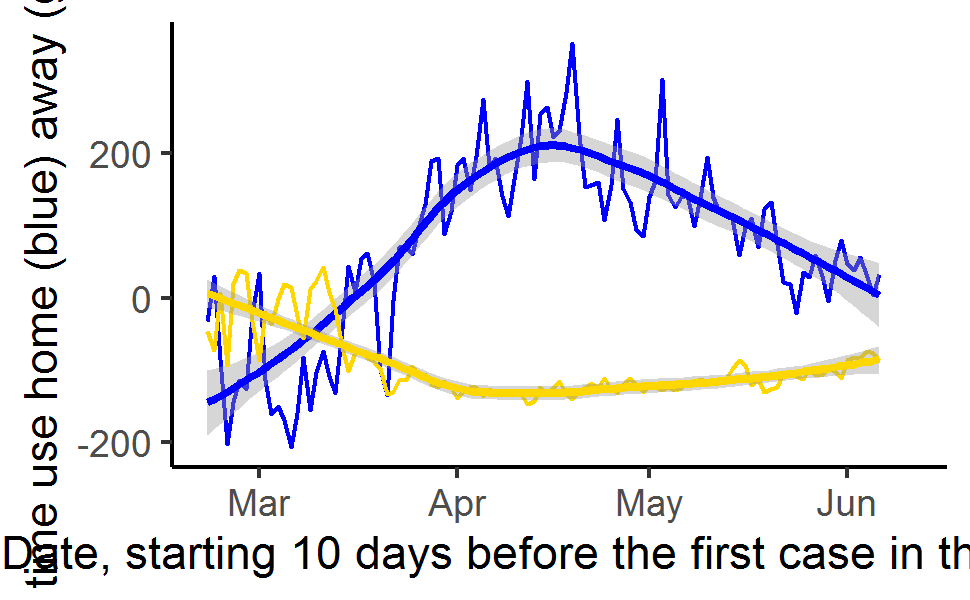 time use home (blue) away (
200
0
-200
Mar Apr May Jun
Date, starting 10 days before the first case in th